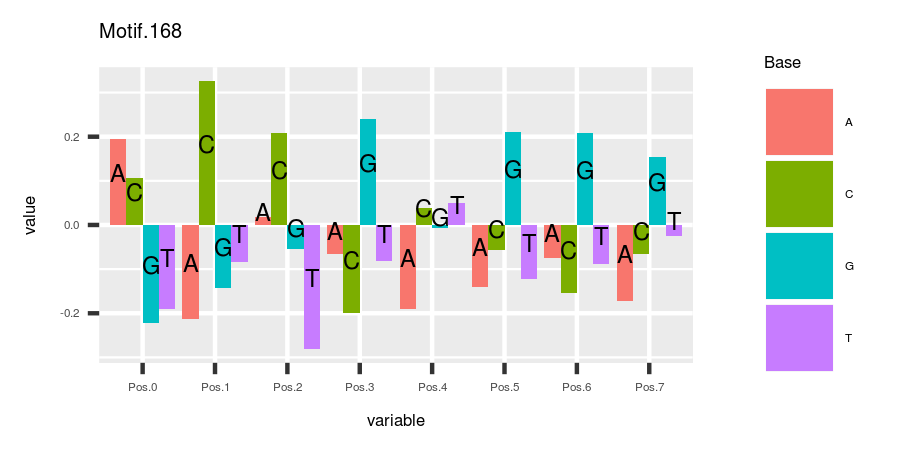 Motif.168
Base
A
C
G
T
value
0.2
0.0
-0.2
A C G T A C G T A C G T A C G T A C G T A C G T A C G T A C G T
Pos.0 Pos.1 Pos.2 Pos.3 Pos.4 Pos.5 Pos.6 Pos.7
variable